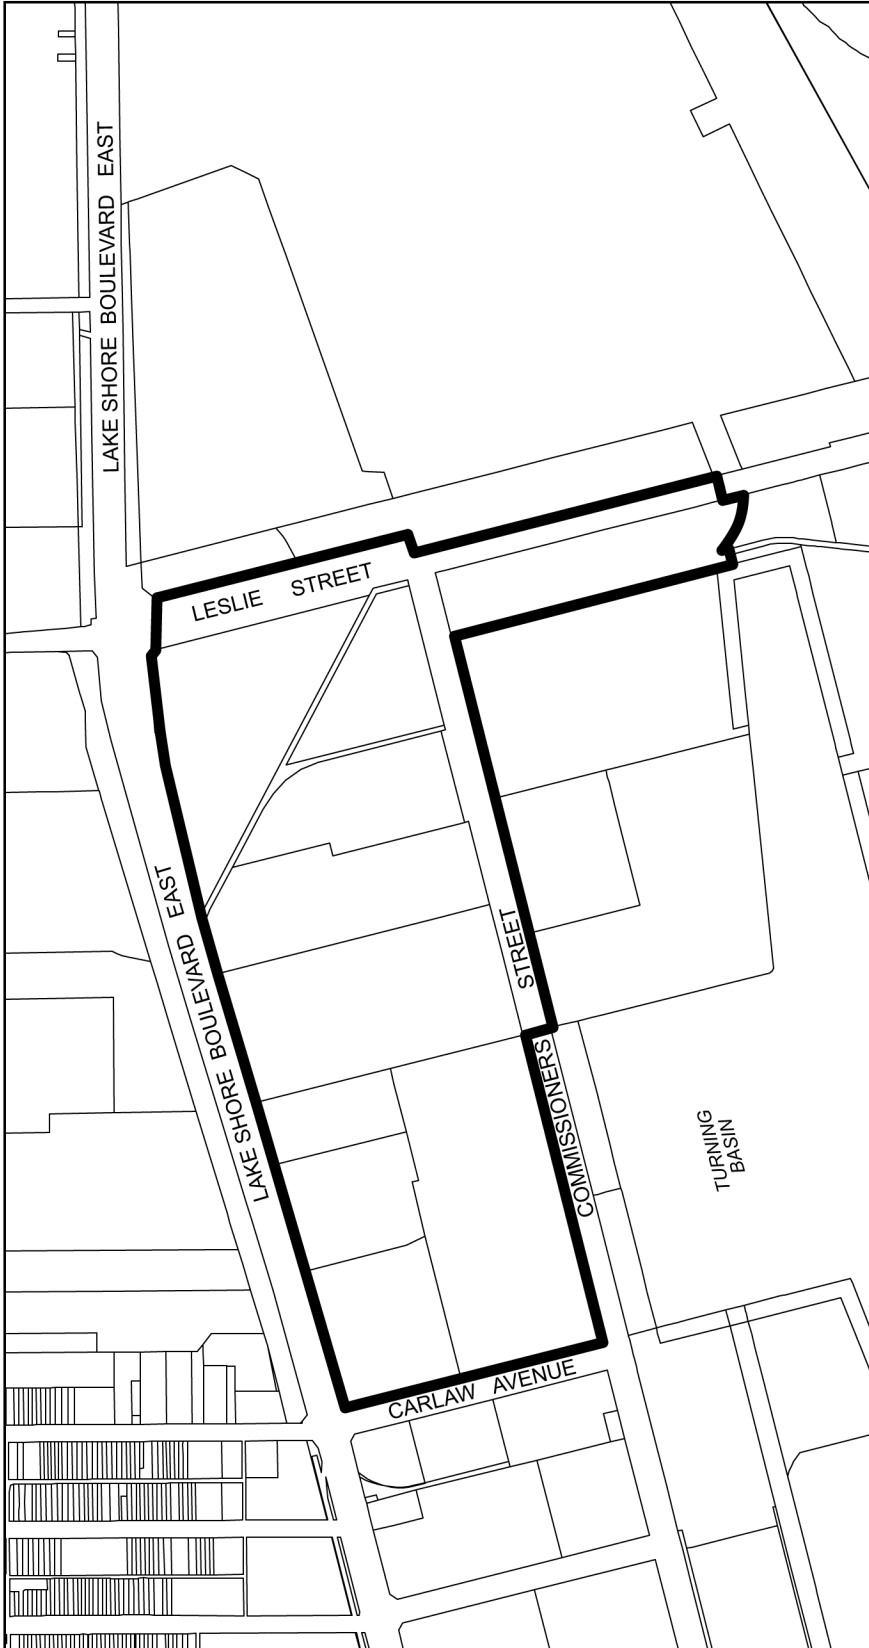 LAKE SHORE BOULEVARD EAST
LESLIE STREET
LAKE SHORE BOULEVARD EAST
COMMISSIONERS STREET
TURNING
BASIN
CARLAW AVENUE